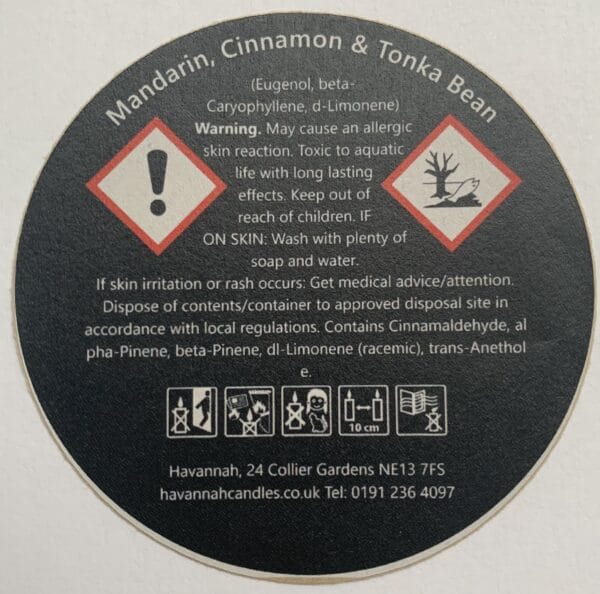 Mandarin, Cinnamon & Tonka Bean
(Eugenol, beta-
Caryophyllene, d-Limonene)
Warning. May cause an allergic
skin reaction. Toxic to aquatic
life with long lasting
effects. Keep out of
reach of children. IF
ON SKIN: Wash with plenty of
soap and water.
If skin irritation or rash occurs: Get medical advice/attention.
Dispose of contents/container to approved disposal site in
accordance with local regulations. Contains Cinnamaldehyde, al
pha-Pinene, beta-Pinene, dl-Limonene (racemic), trans-Anethol
e.
10 cm
Havannah, 24 Collier Gardens NE13 7FS
havannahcandles.co.uk Tel: 0191 236 4097